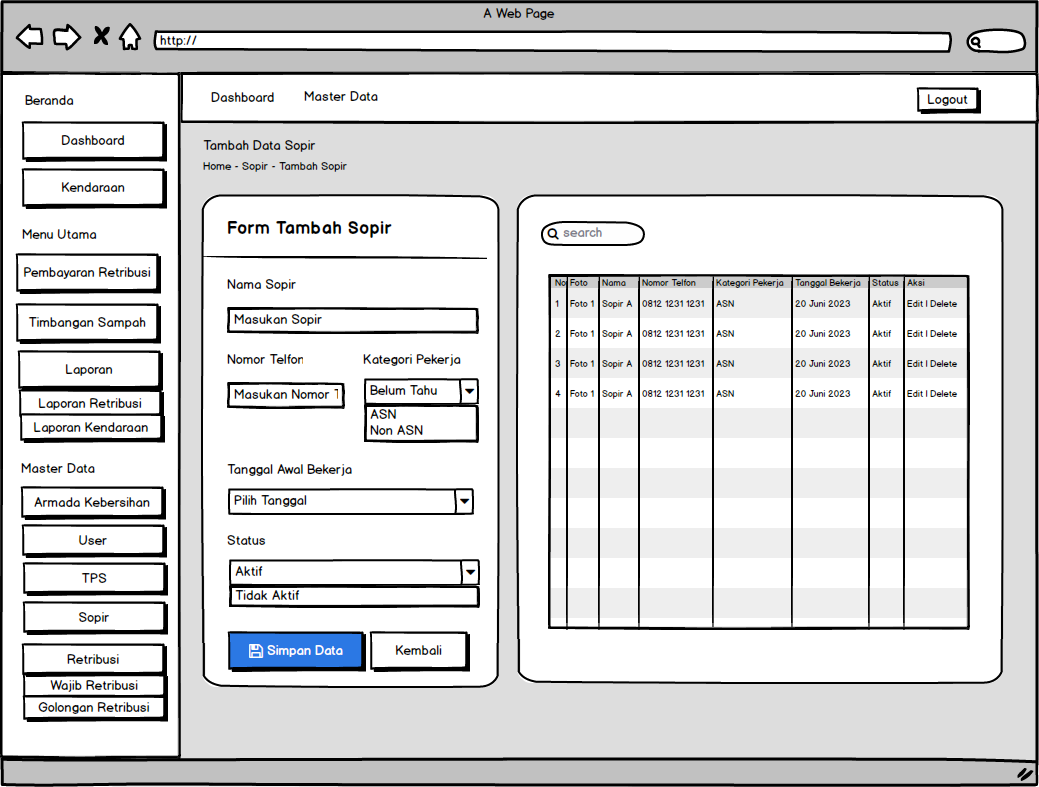 A Web Page
http://
Beranda
Dashboard
Kendaraan
Menu Utama
Pembayaran Retribusi
Timbangan Sampah
Laporan
Laporan Retribusi
Laporan Kendaraan
Master Data
Armada Kebersihan
User
TPS
Sopir
Retribusi
Wajib Retribusi
Golongan Retribusi
Dashboard Master Data Logout
Tambah Data Sopir
Home - Sopir - Tambah Sopir
Form Tambah Sopir
Nama Sopir
Masukan Sopir
Nomor Telfon Kategori Pekerja
Masukan Nomor T Belum Tahu
ASN
Non ASN
Tanggal Awal Bekerja
Pilih Tanggal
Status
Aktif
Tidak Aktif
Simpan Data Kembali
search
No Foto Nama Nomor Telfon Kategori Pekerja Tanggal Bekerja Status Aksi
1 Foto 1 Sopir A 0812 1231 1231 ASN 20 Juni 2023 Aktif Edit | Delete
2 Foto 1 Sopir A 0812 1231 1231 ASN 20 Juni 2023 Aktif Edit | Delete
3 Foto 1 Sopir A 0812 1231 1231 ASN 20 Juni 2023 Aktif Edit | Delete
4 Foto 1 Sopir A 0812 1231 1231 ASN 20 Juni 2023 Aktif Edit | Delete